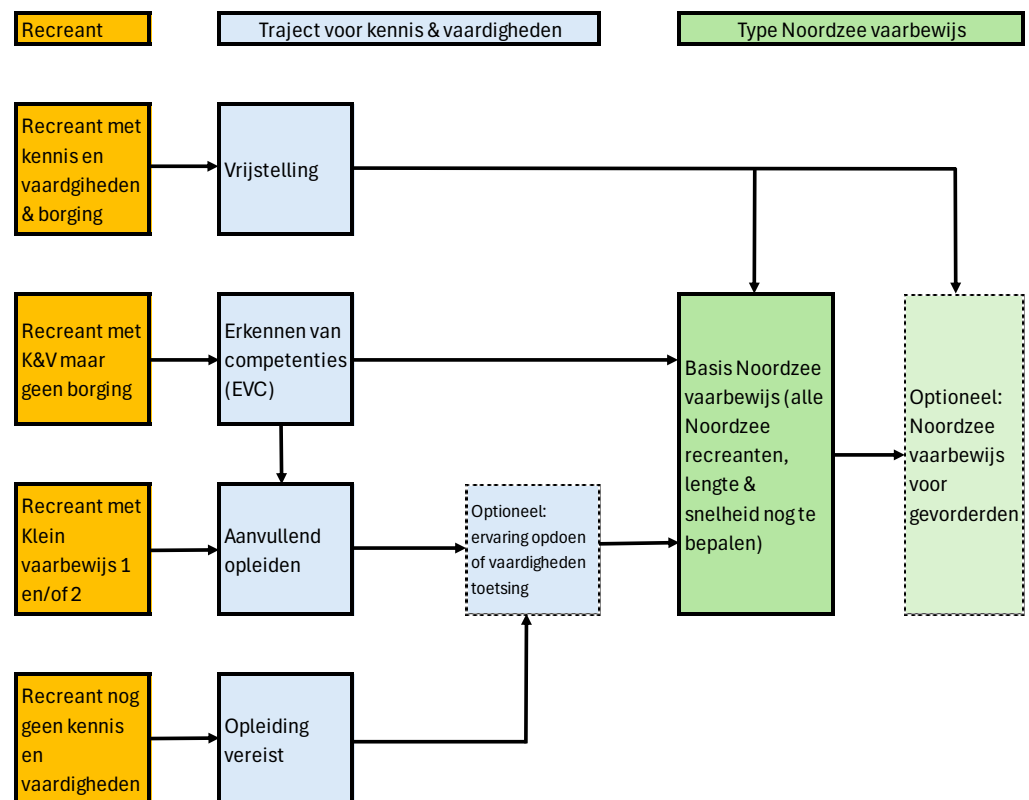 Recreant
Traject voor kennis & vaardigheden
Type Noordzee vaarbewijs
Recreant met
kennis en
vaardgiheden
& borging
Vrijstelling
Recreant met
K&V maar
geen borging
Erkennen van
competenties
(EVC)
Basis Noordzee
vaarbewijs (alle
Noordzee
recreanten,
lengte &
snelheid nog te
bepalen)
Optioneel:
Noordzee
vaarbewijs
voor
gevorderden
Recreant met
Klein
vaarbewijs 1
en/of 2
Aanvullend
opleiden
Optioneel:
ervaring opdoen
of vaardigheden
toetsing
Recreant nog
geen kennis
en
vaardigheden
Opleiding
vereist